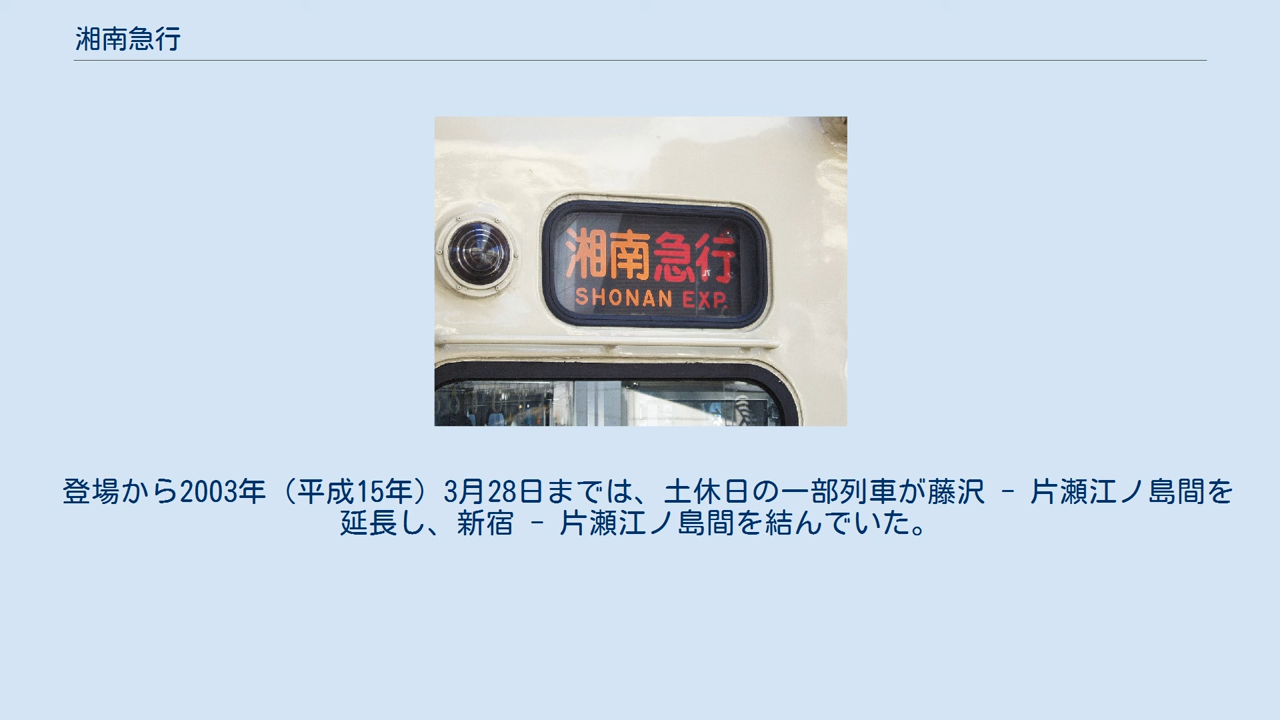 湘南急行
湘南急行
SHONAN EXP.
登場から2003年（平成15年）3月28日までは、土休日の一部列車が藤沢 - 片瀬江ノ島間を
延長し、新宿 - 片瀬江ノ島間を結んでいた。